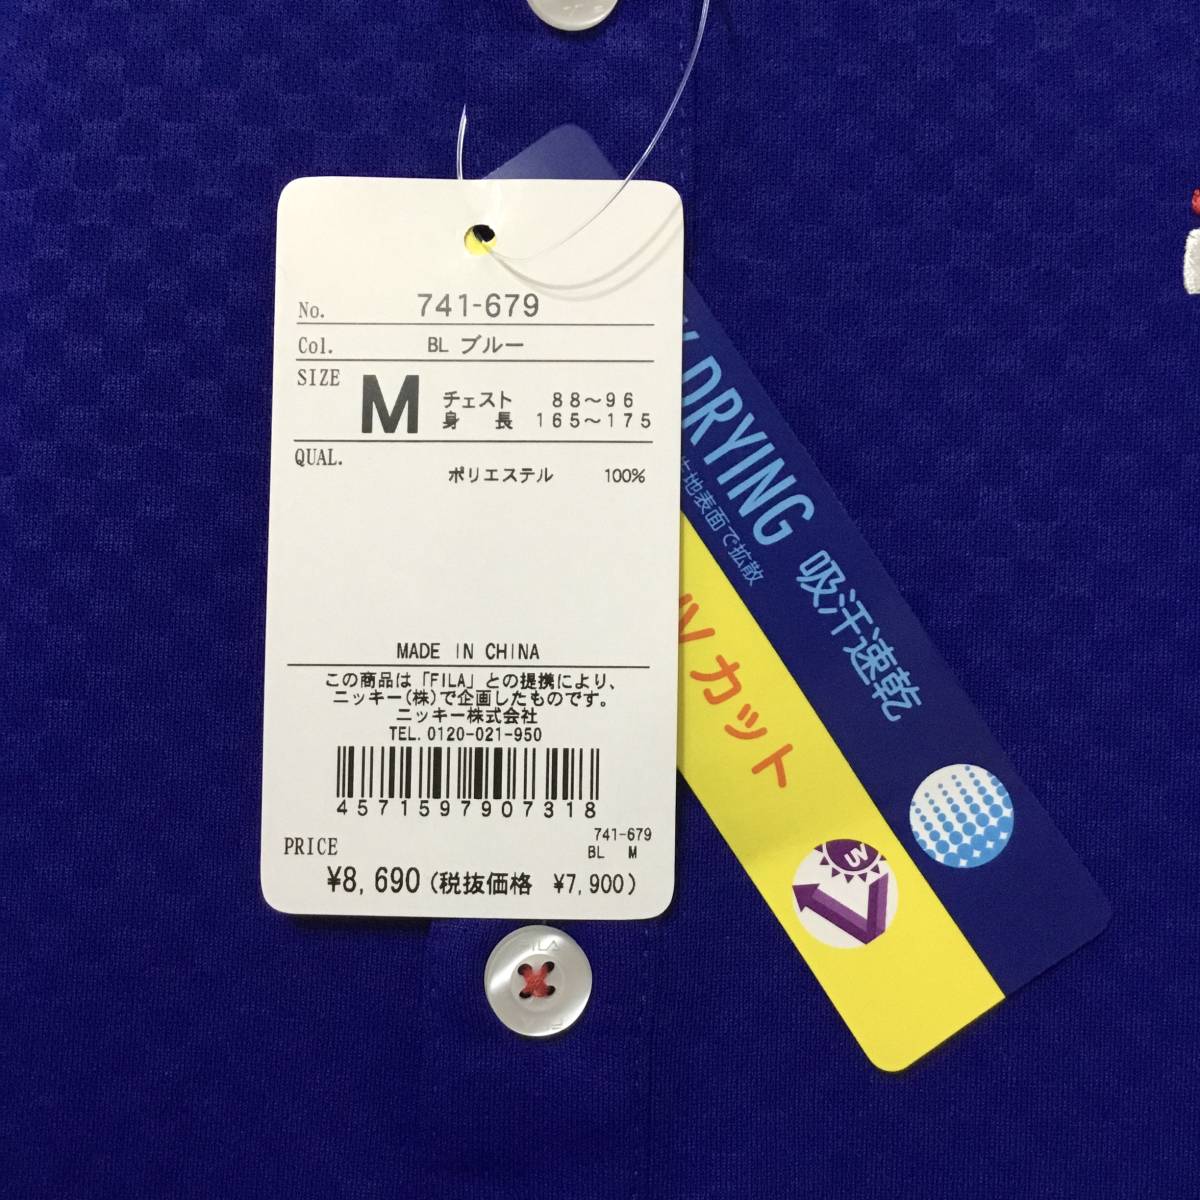 No. 741-679
Col. BL ブルー
SIZE M チェスト 88～96
身 長 165～175
QUAL.
ポリエステル 100%
MADE IN CHINA
この商品は「FILA」との提携により、
ニッキー(株)で企画したものです。
ニッキー株式会社
TEL. 0120-021-950
4571597907318
741-679
BL M
PRICE
¥8,690 (税抜価格 ¥7,900)
DRYING 吸汗速乾
地表面で拡散
UV カット
UV
FILA